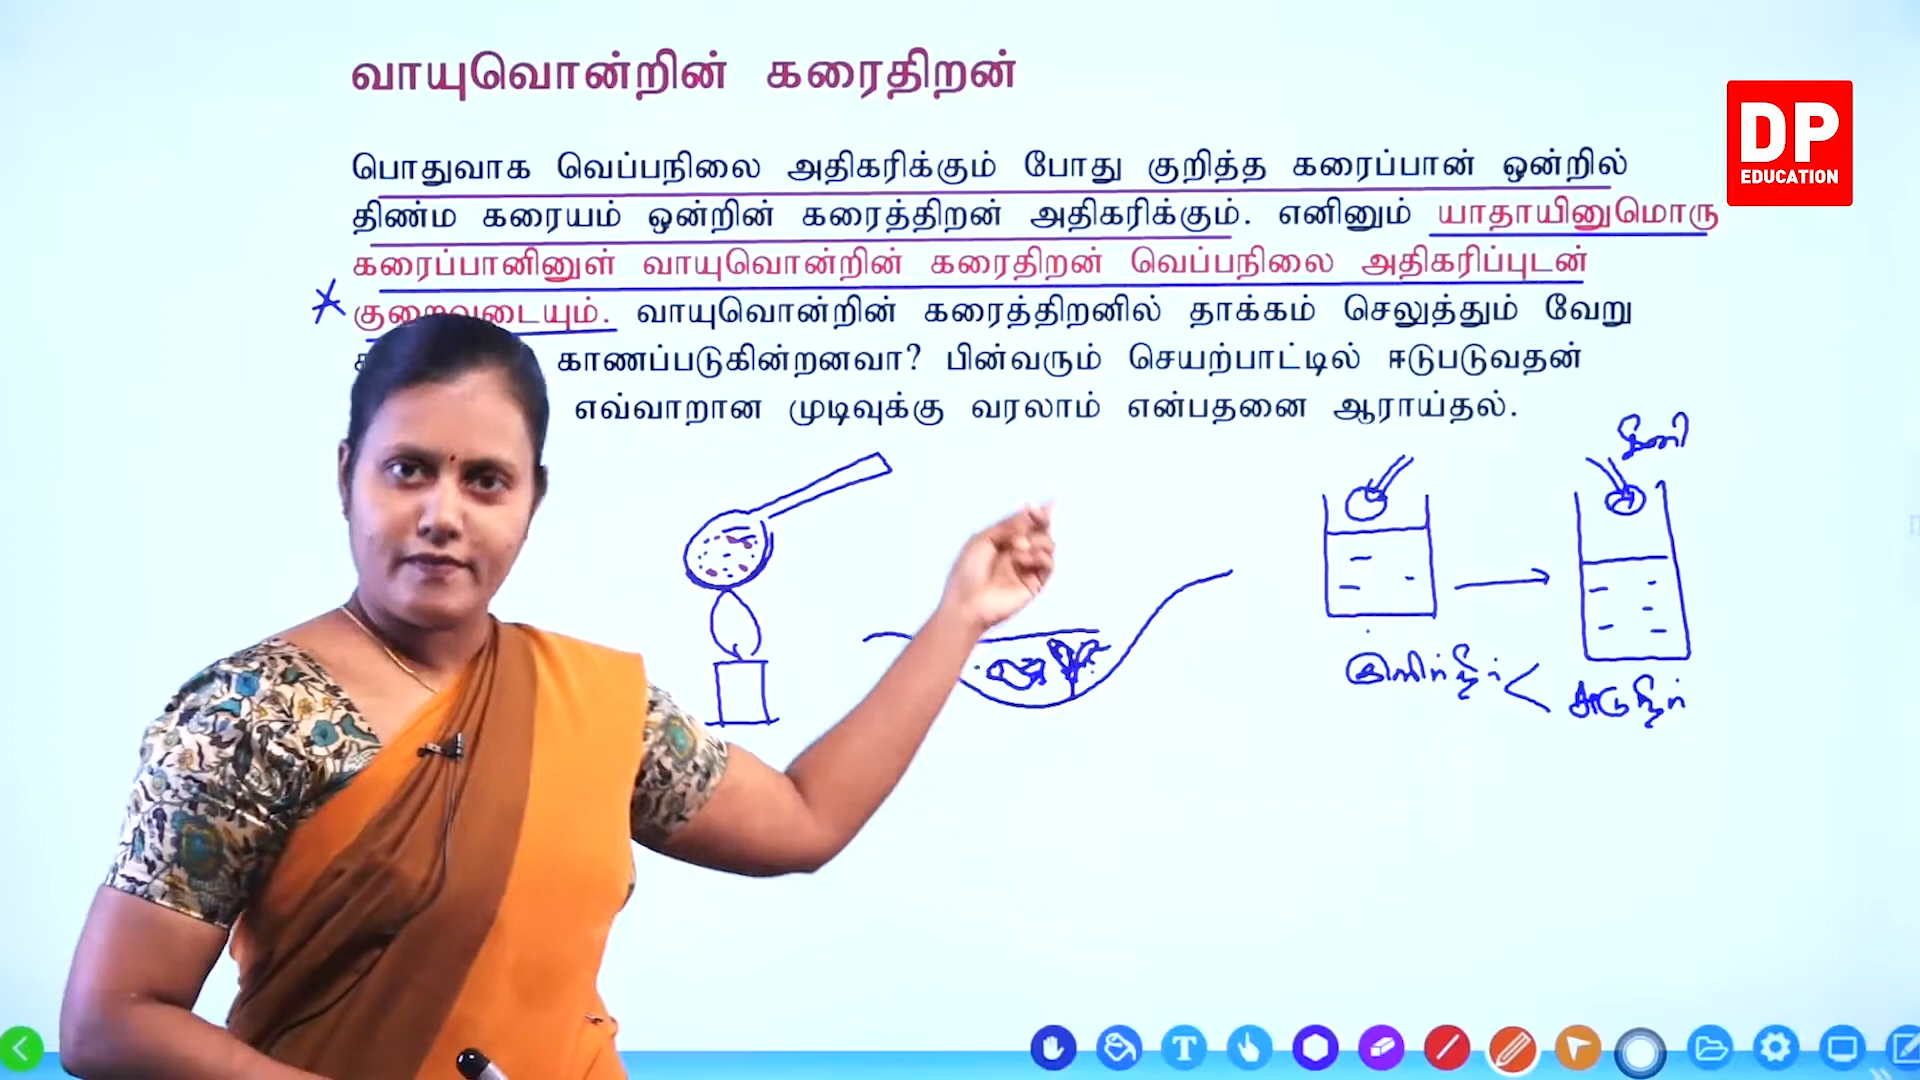 வாயுவொன்றின் கரைதிறன்
DP
EDUCATION
பொதுவாக வெப்பநிலை அதிகரிக்கும் போது குறித்த கரைப்பான் ஒன்றில்
திண்ம கரையம் ஒன்றின் கரைத்திறன் அதிகரிக்கும். எனினும் யாதாயினுமொரு
கரைப்பானினுள் வாயுவொன்றின் கரைதிறன் வெப்பநிலை அதிகரிப்புடன்
குறைவடையும். வாயுவொன்றின் கரைத்திறனில் தாக்கம் செலுத்தும் வேறு
காணப்படுகின்றனவா? பின்வரும் செயற்பாட்டில் ஈடுபடுவதன்
எவ்வாறான முடிவுக்கு வரலாம் என்பதனை ஆராய்தல்.
சீனி
குளிர்நீர் < சுடுநீர்